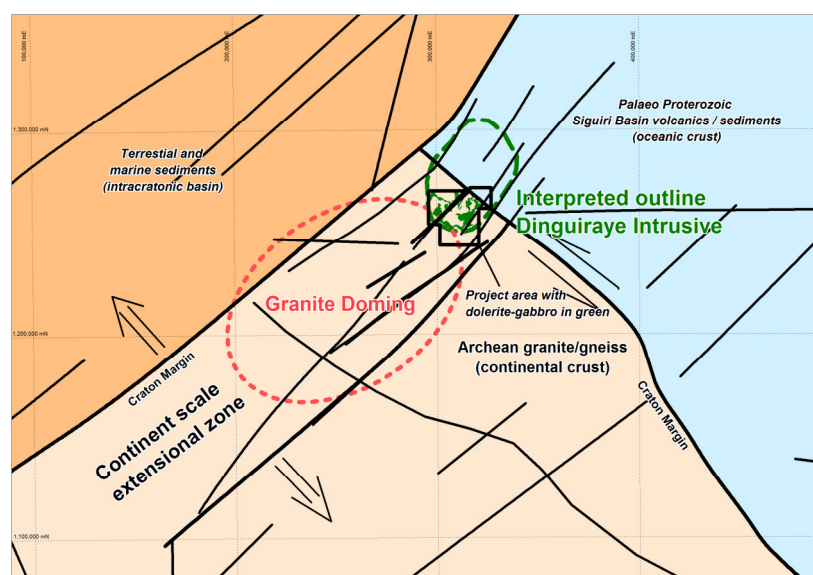 100,000 mE
200,000 mE
300,000 mE
400,000 mE
Palaeo Proterozoic
Siguiri Basin volcanics / sediments
(oceanic crust)
1,300,000 mN
Terrestial and
marine sediments
(intracratonic basin)
Interpreted outline
Dinguiraye Intrusive
Granite Doming
Project area with
dolerite-gabbro in green
1,200,000 mN
Archean granite/gneiss
(continental crust)
Craton Margin
Craton Margin
Continent scale
extensional zone
1,100,000 mN